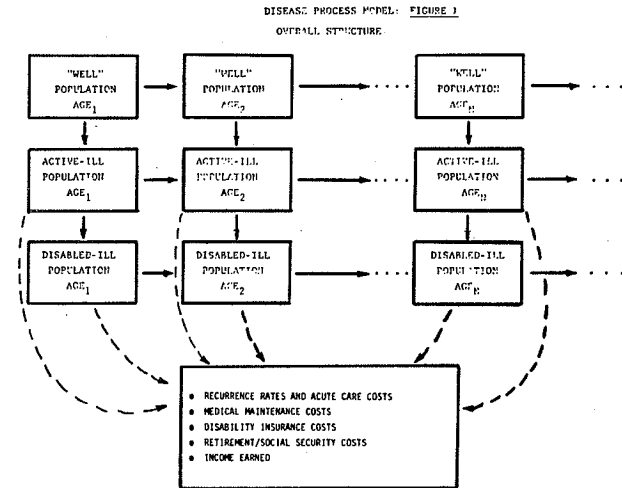 DISEASE PROCESS MODEL: FIGURE 1
OVERALL STRUCTURE
"WELL"
POPULATION
AGE1
"WELL"
POPULATION
AGE2
"WELL"
POPULATION
AGEN
ACTIVE-ILL
POPULATION
AGE1
ACTIVE-ILL
POPULATION
AGE2
ACTIVE-ILL
POPULATION
AGEN
DISABLED-ILL
POPULATION
AGE1
DISABLED-ILL
POPULATION
AGE2
DISABLED-ILL
POPULATION
AGEN
• RECURRENCE RATES AND ACUTE CARE COSTS
• MEDICAL MAINTENANCE COSTS
• DISABILITY INSURANCE COSTS
• RETIREMENT/SOCIAL SECURITY COSTS
• INCOME EARNED